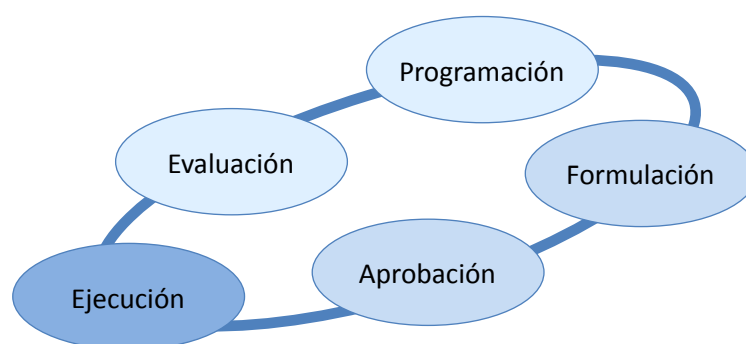 Programación
Evaluación
Formulación
Aprobación
Ejecución